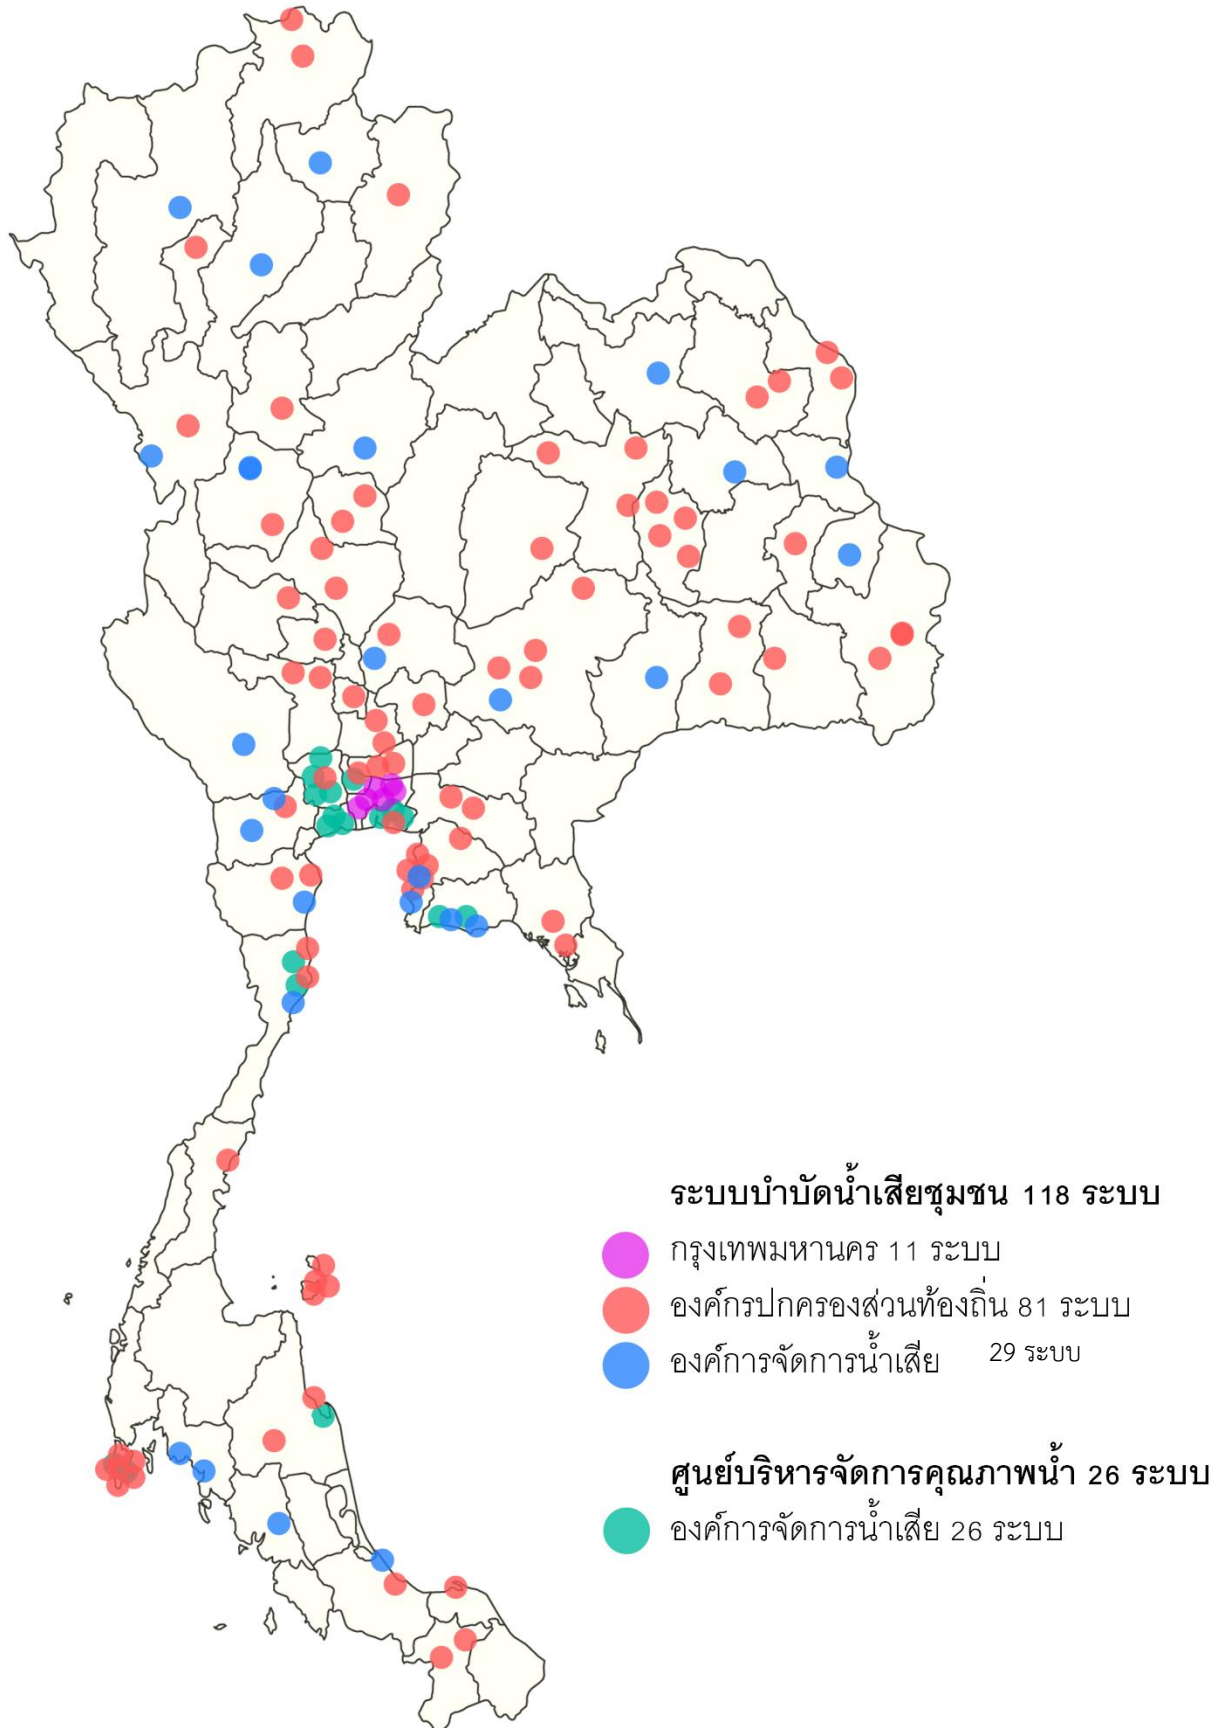 ระบบบำบัดน้ำเสียชุมชน 118 ระบบ
กรุงเทพมหานคร 11 ระบบ
องค์กรปกครองส่วนท้องถิ่น 81 ระบบ
องค์การจัดการน้ำเสีย 29 ระบบ
ศูนย์บริหารจัดการคุณภาพน้ำ 26 ระบบ
องค์การจัดการน้ำเสีย 26 ระบบ